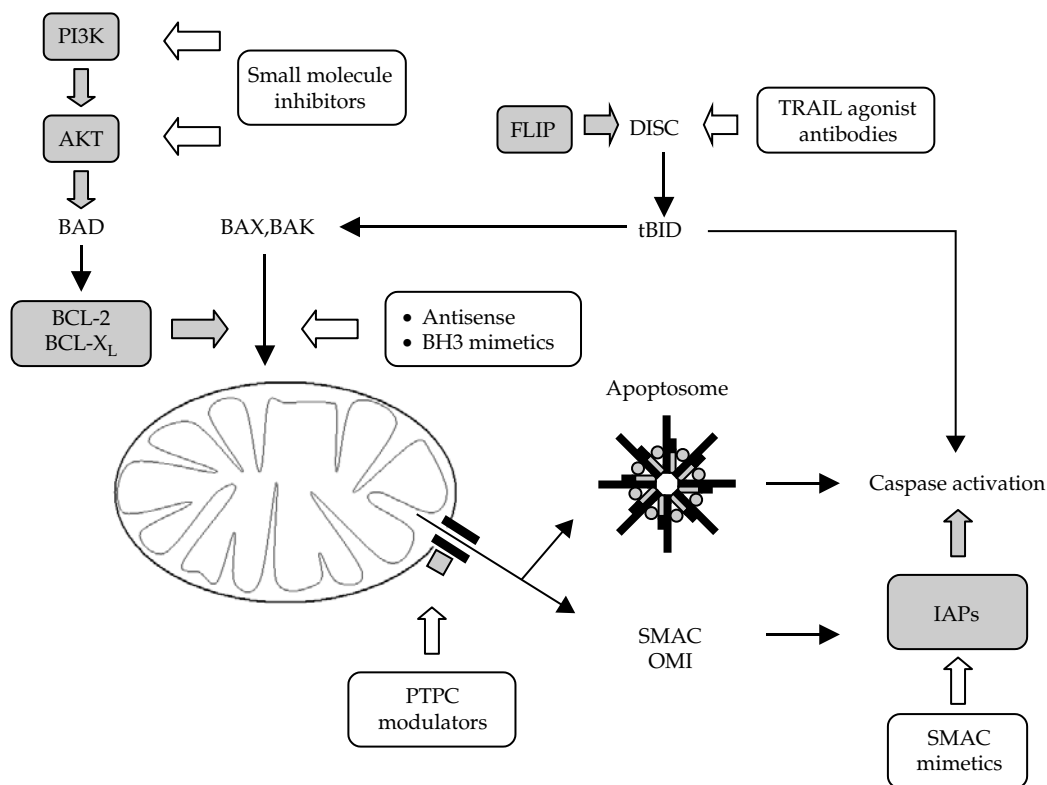 PI3K
Small molecule
inhibitors
AKT
FLIP
DISC
TRAIL agonist
antibodies
BAD
BAX,BAK
tBID
BCL-2
BCL-X_L
• Antisense
• BH3 mimetics
Apoptosome
Caspase activation
SMAC
OMI
IAPs
PTPC
modulators
SMAC
mimetics